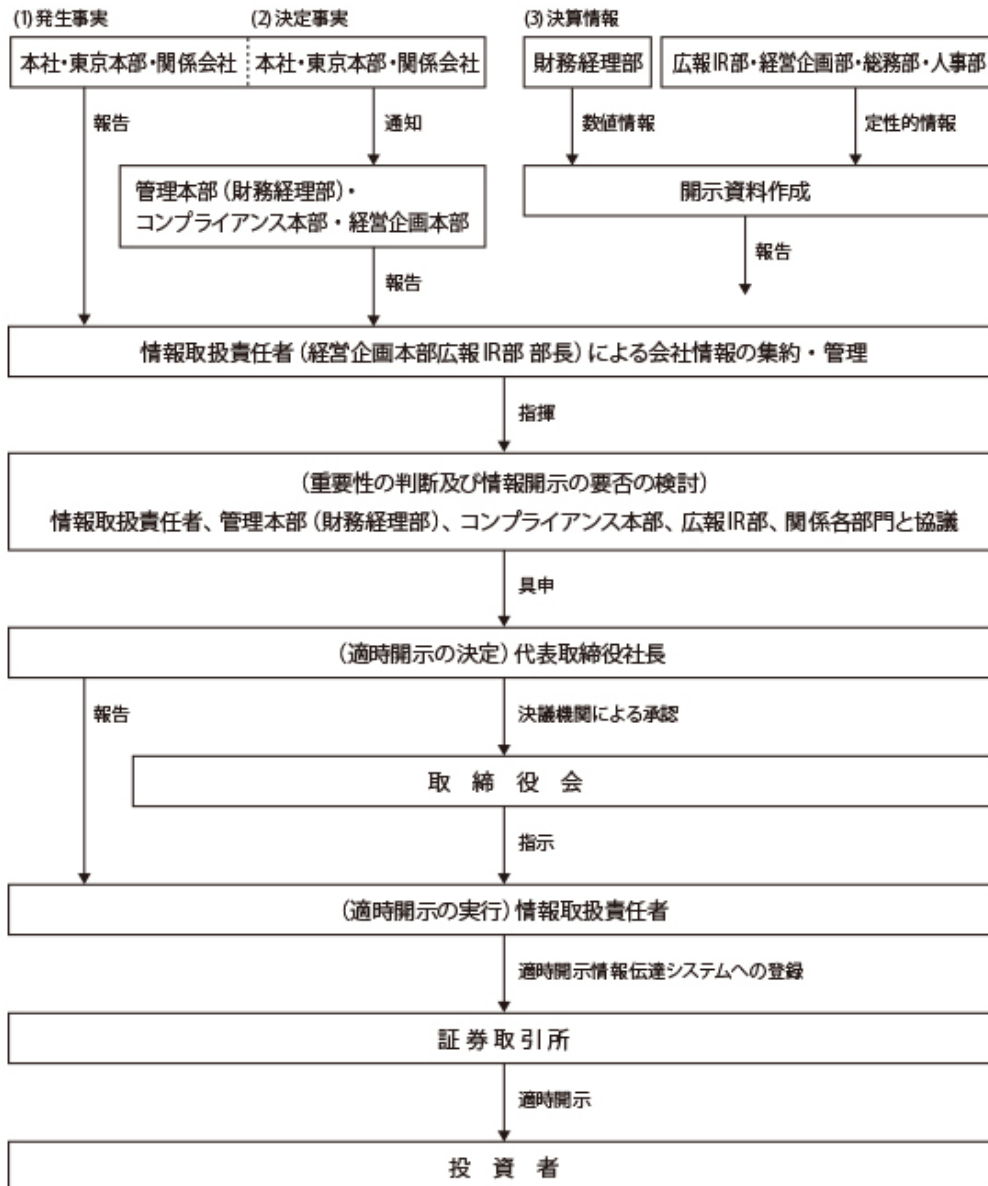 (1) 発生事実
(2) 決定事実
(3) 決算情報
本社・東京本部・関係会社
本社・東京本部・関係会社
財務経理部
広報IR部・経営企画部・総務部・人事部
報告
通知
数値情報
定性的情報
管理本部（財務経理部）・
コンプライアンス本部・経営企画本部
開示資料作成
報告
報告
情報取扱責任者（経営企画本部広報IR部 部長）による会社情報の集約・管理
指揮
（重要性の判断及び情報開示の要否の検討）
情報取扱責任者、管理本部（財務経理部）、コンプライアンス本部、広報IR部、関係各部門と協議
具申
（適時開示の決定）代表取締役社長
報告
決議機関による承認
取 締 役 会
指示
（適時開示の実行）情報取扱責任者
適時開示情報伝達システムへの登録
証券取引所
適時開示
投 資 者